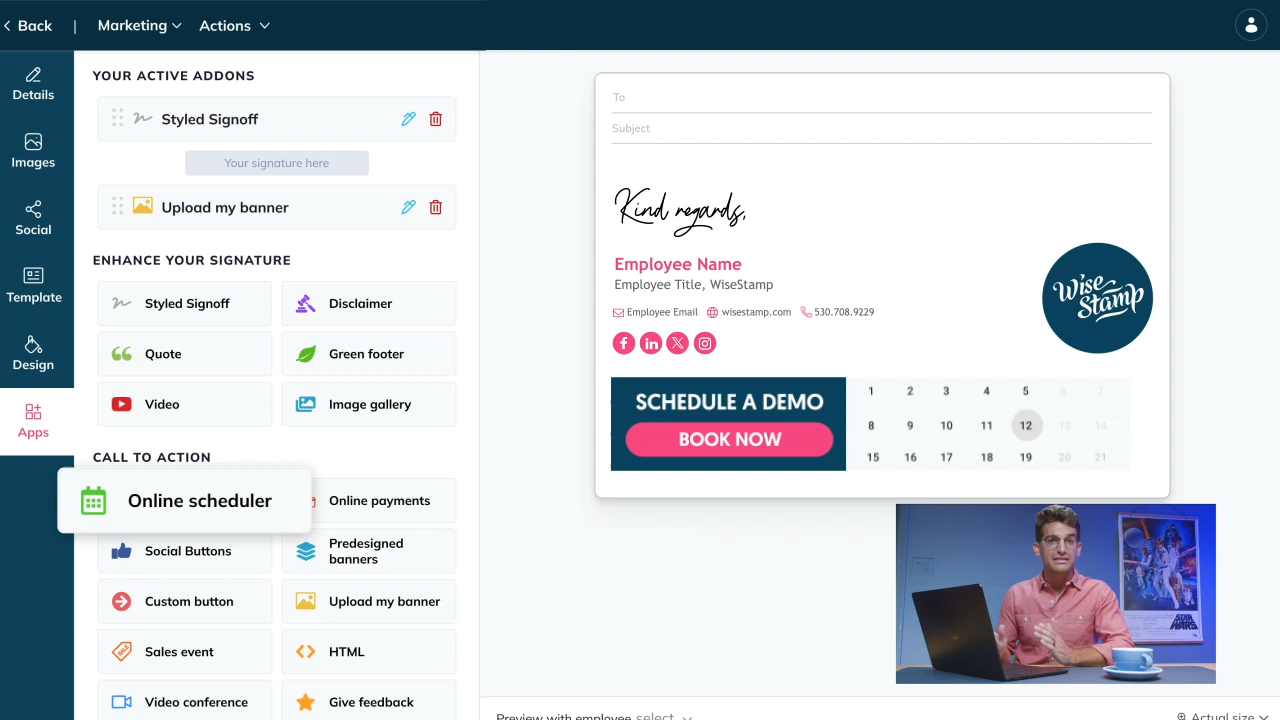 Back | Marketing Actions
Details
Images
Social
Template
Design
Apps
YOUR ACTIVE ADDONS
Styled Signoff
Your signature here
Upload my banner
ENHANCE YOUR SIGNATURE
Styled Signoff Disclaimer
Quote Green footer
Video Image gallery
CALL TO ACTION
Online scheduler Online payments
Social Buttons Predesigned
banners
Custom button Upload my banner
Sales event HTML
Video conference Give feedback
To
Subject
Kind regards,
Employee Name
Employee Title, WiseStamp
Employee Email wisestamp.com 530.708.9229
Wise
Stamp
SCHEDULE A DEMO
BOOK NOW
1 2 3 4 5 6 7
8 9 10 11 12 13 14
15 16 17 18 19 20 21
STAR
WARS
Preview with employee select Actual size